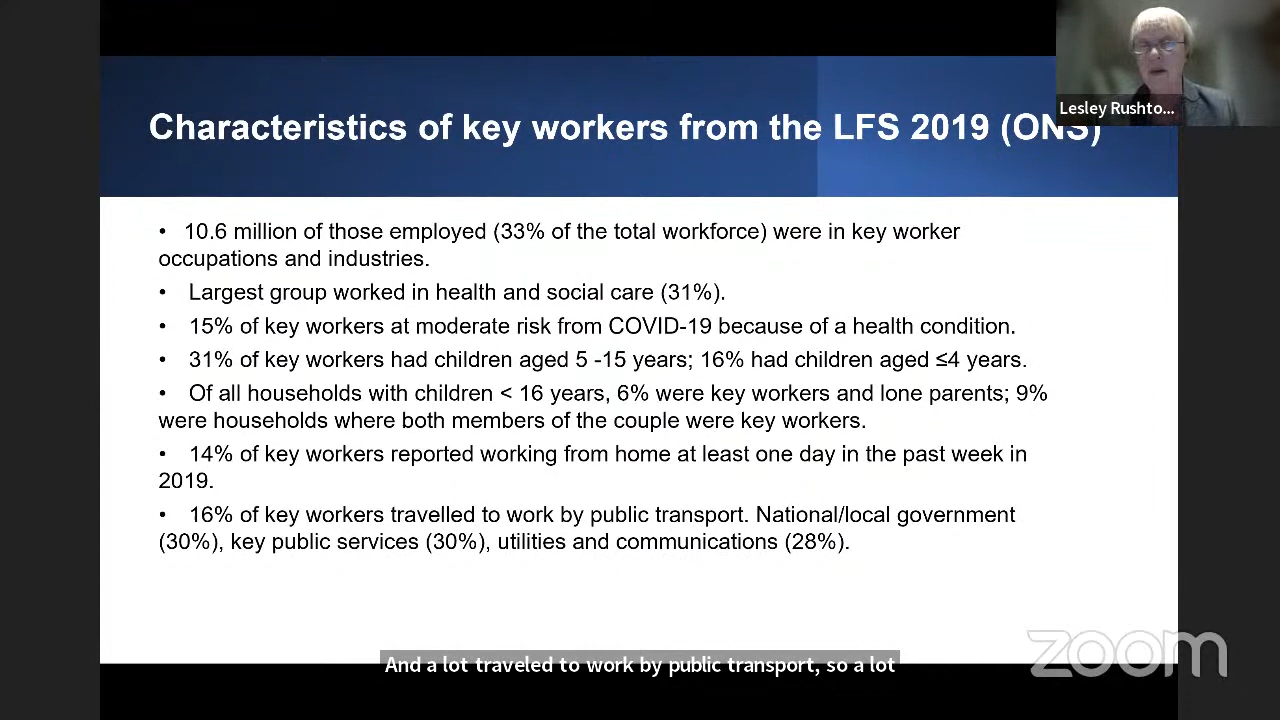 Lesley Rushto...
Characteristics of key workers from the LFS 2019 (ONS)
• 10.6 million of those employed (33% of the total workforce) were in key worker
occupations and industries.
• Largest group worked in health and social care (31%).
• 15% of key workers at moderate risk from COVID-19 because of a health condition.
• 31% of key workers had children aged 5 -15 years; 16% had children aged ≤4 years.
• Of all households with children < 16 years, 6% were key workers and lone parents; 9%
were households where both members of the couple were key workers.
• 14% of key workers reported working from home at least one day in the past week in
2019.
• 16% of key workers travelled to work by public transport. National/local government
(30%), key public services (30%), utilities and communications (28%).
And a lot traveled to work by public transport, so a lot
zoom